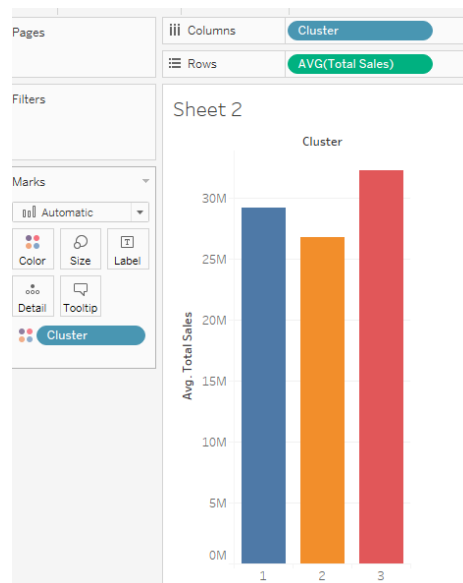 Pages
Columns
Cluster
Rows
AVG(Total Sales)
Filters
Sheet 2
Cluster
Marks
Automatic
Color
Size
Label
Detail
Tooltip
Cluster
Avg. Total Sales
30M
25M
20M
15M
10M
5M
0M
1 2 3